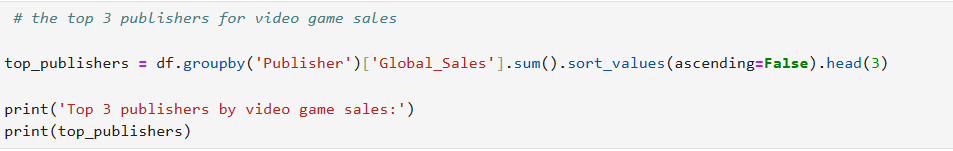 # the top 3 publishers for video game sales
top_publishers = df.groupby('Publisher')['Global_Sales'].sum().sort_values(ascending=False).head(3)
print('Top 3 publishers by video game sales:')
print(top_publishers)